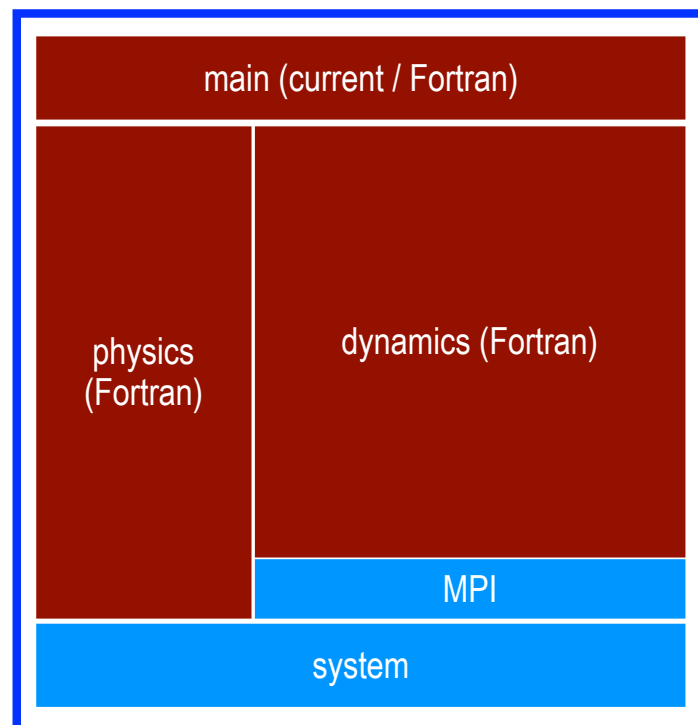 main (current / Fortran)
physics
(Fortran)
dynamics (Fortran)
MPI
system